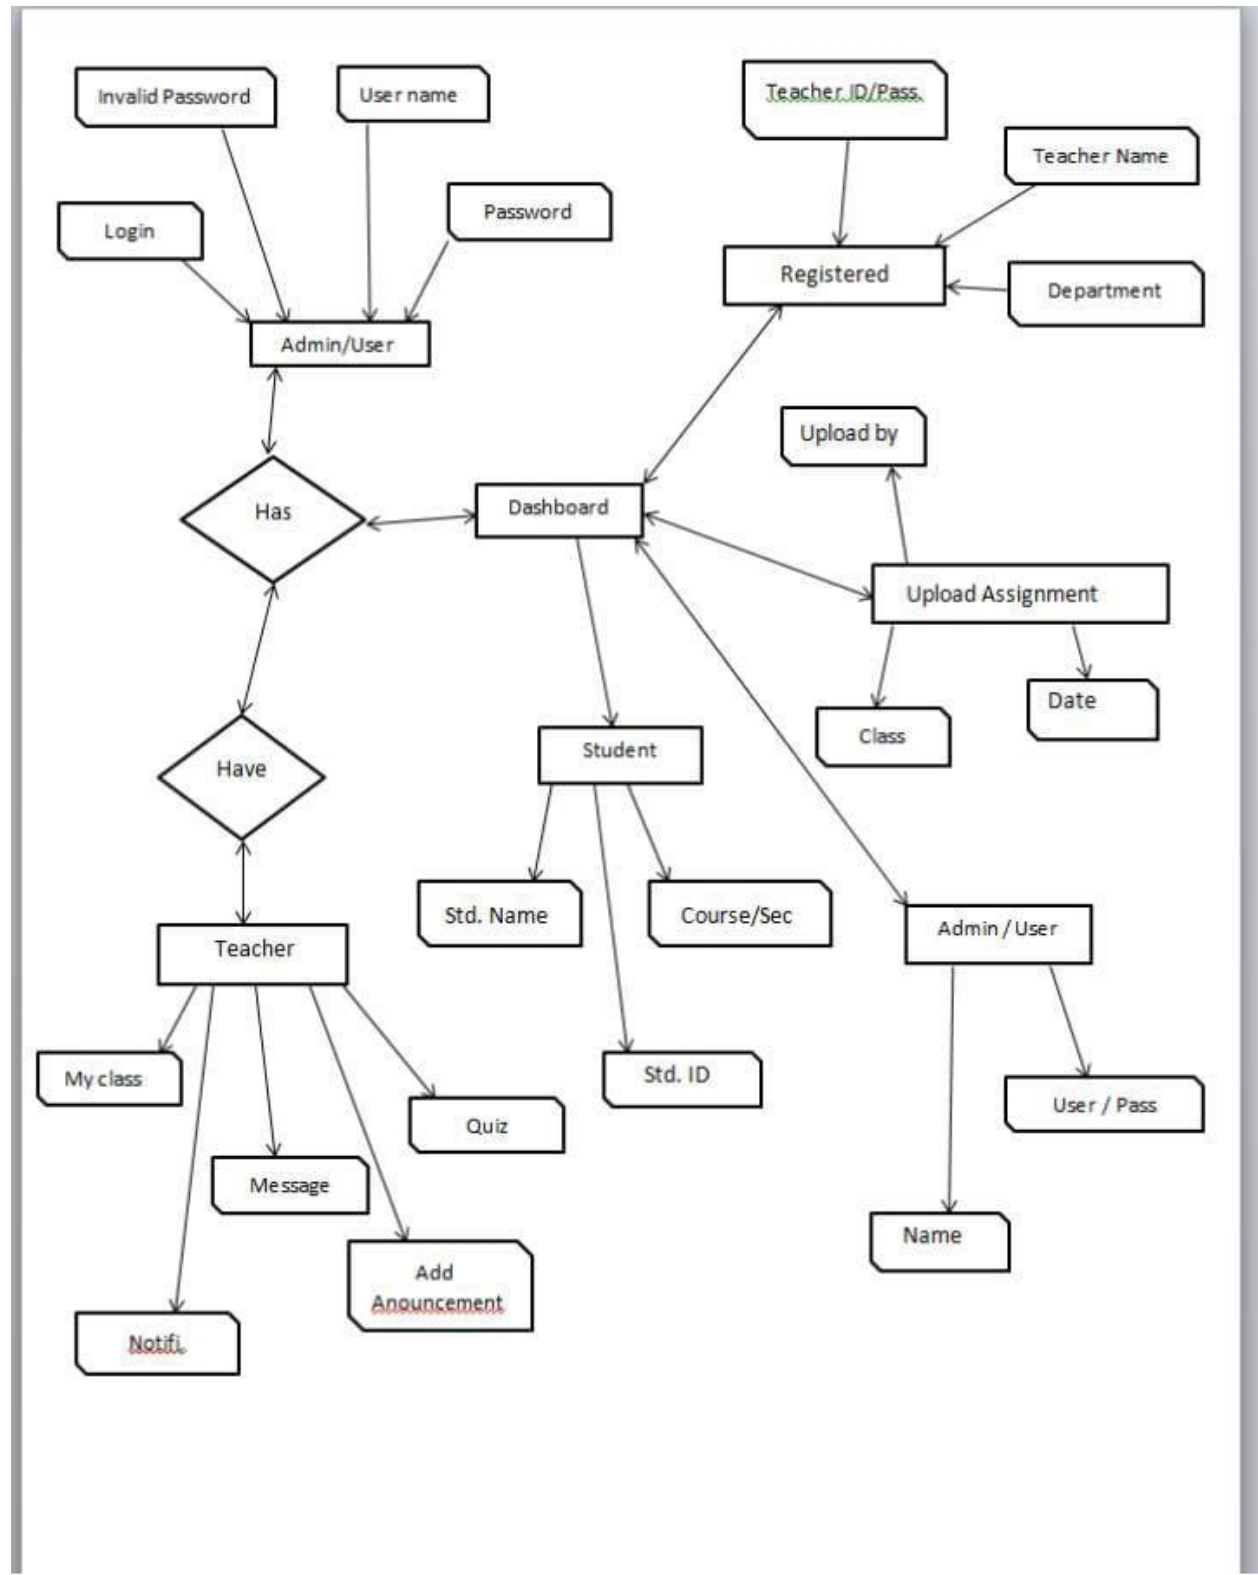 Invalid Password
User name
Teacher ID/Pass.
Teacher Name
Login
Password
Registered
Department
Admin/User
Upload by
Has
Dashboard
Upload Assignment
Date
Class
Student
Have
Std. Name
Course/Sec
Admin / User
Teacher
My class
Std. ID
User / Pass
Quiz
Message
Name
Add
Anouncement
Notifi.